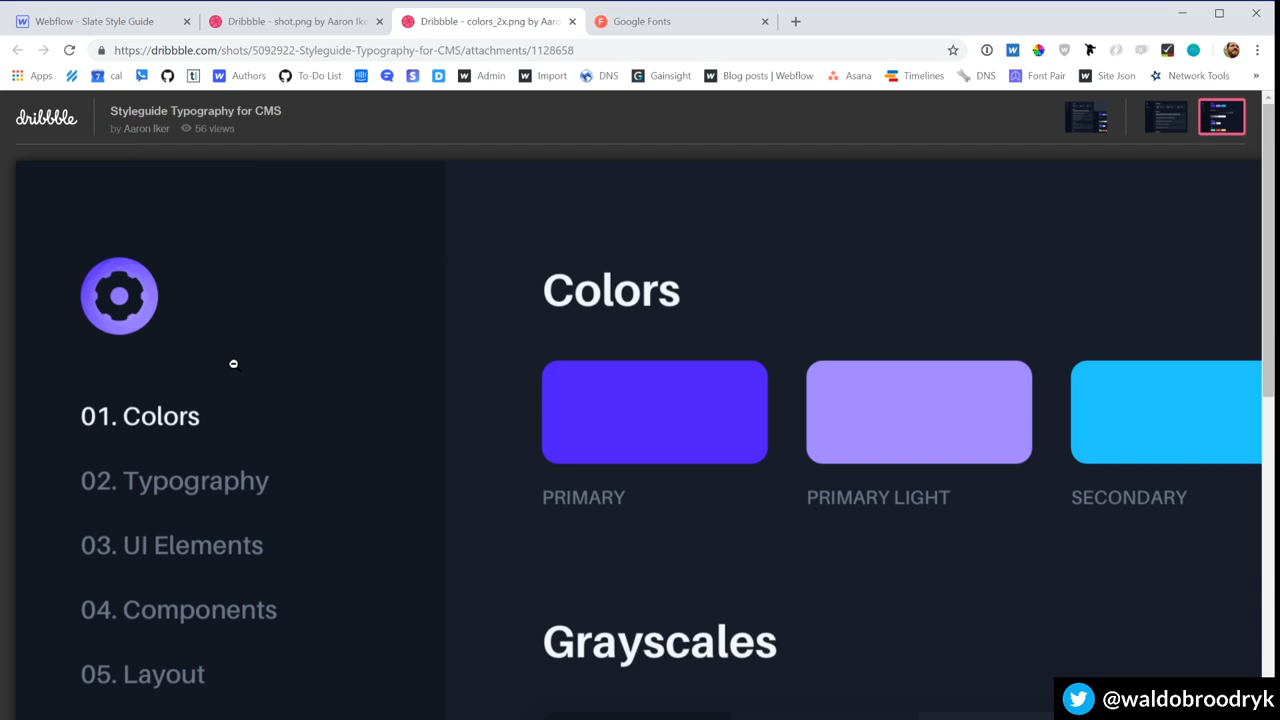 Webflow - Slate Style Guide
Dribbble - shot.png by Aaron Ike
Dribbble - colors_2x.png by Aaro
Google Fonts
https://dribbble.com/shots/5092922-Styleguide-Typography-for-CMS/attachments/1128658
Apps
cal
Authors
To-Do List
Admin
Import
DNS
Gainsight
Blog posts | Webflow
Asana
Timelines
DNS
Font Pair
Site Json
Network Tools
»
dribbble
Styleguide Typography for CMS
by Aaron Iker 56 views
Colors
01. Colors
PRIMARY
PRIMARY LIGHT
SECONDARY
02. Typography
03. UI Elements
04. Components
Grayscales
05. Layout
@waldobroodryk